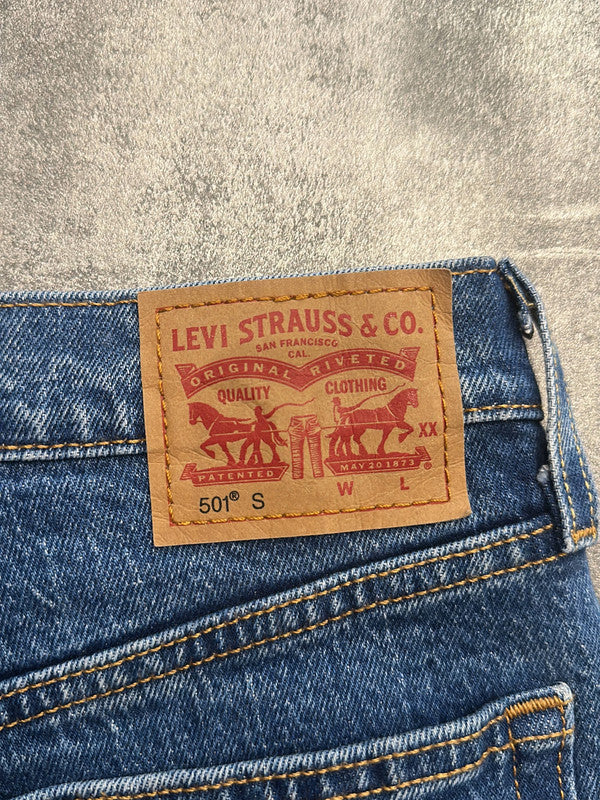 LEVI STRAUSS & CO.
SAN FRANCISCO
CAL.
ORIGINAL RIVETED
QUALITY CLOTHING
XX
PATENTED MAY 20 1873 ®
501® S W L